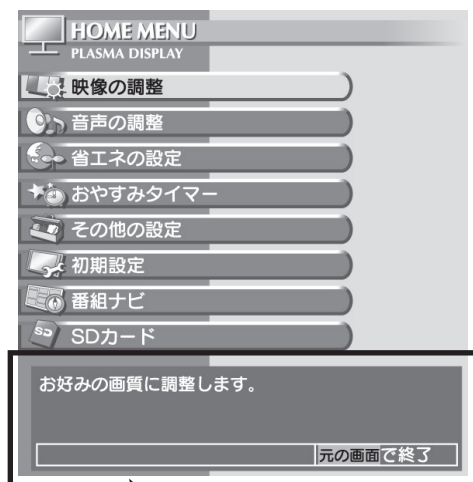 HOME MENU
PLASMA DISPLAY
映像の調整
音声の調整
省エネの設定
おやすみタイマー
その他の設定
初期設定
番組ナビ
SD SDカード
お好みの画質に調整します。
元の画面で終了